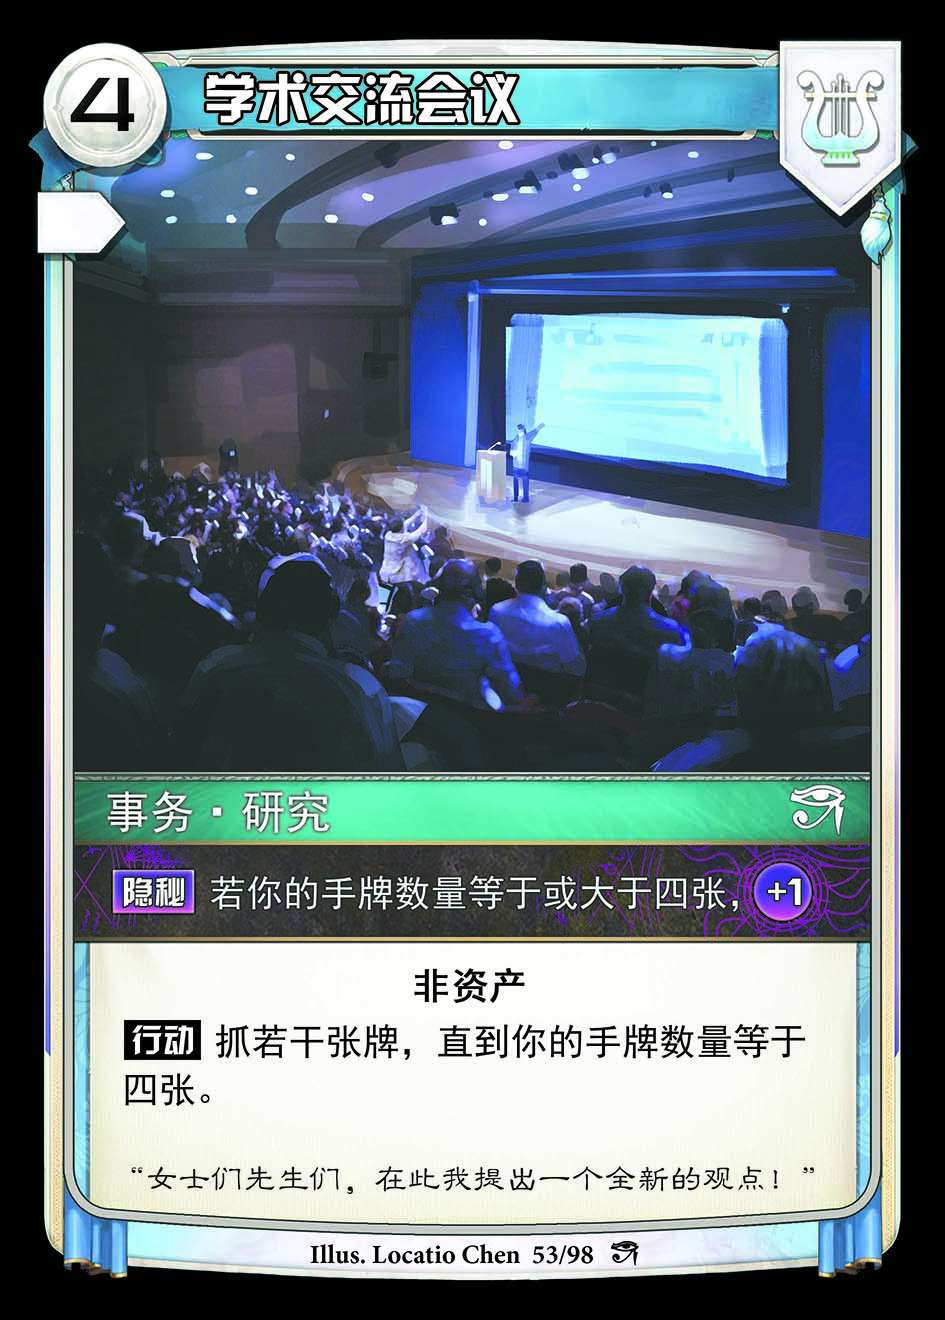 4
学术交流会议
事务·研究
隐秘 若你的手牌数量等于或大于四张，+1
非资产
行动 抓若干张牌，直到你的手牌数量等于
四张。
“女士们先生们，在此我提出一个全新的观点！”
Illus. Locatio Chen 53/98